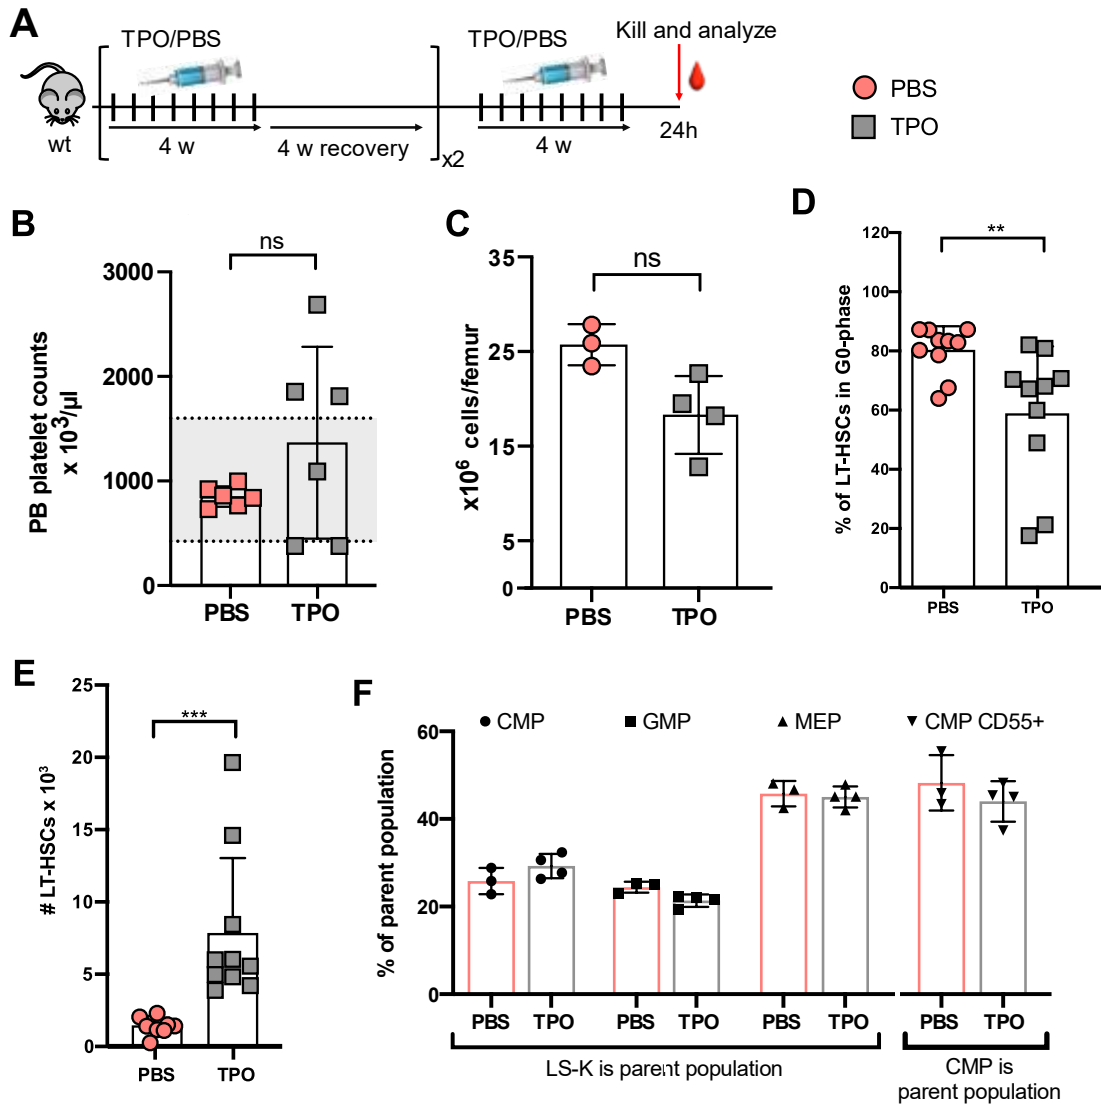 A
TPO/PBS
TPO/PBS
Kill and analyze
wt
4 w
4 w recovery
x2
4 w
24h
PBS
TPO
B
ns
3000
2000
1000
0
PB platelet counts
x 10³/µl
PBS
TPO
C
ns
35
25
15
5
0
x10⁶ cells/femur
PBS
TPO
D
**
120
100
80
60
40
20
0
% of LT-HSCs in G0-phase
PBS
TPO
E
***
25
20
15
10
5
0
# LT-HSCs x 10³
PBS
TPO
F
CMP
GMP
MEP
CMP CD55+
60
40
20
0
% of parent population
PBS
TPO
PBS
TPO
PBS
TPO
PBS
TPO
LS-K is parent population
CMP is
parent population